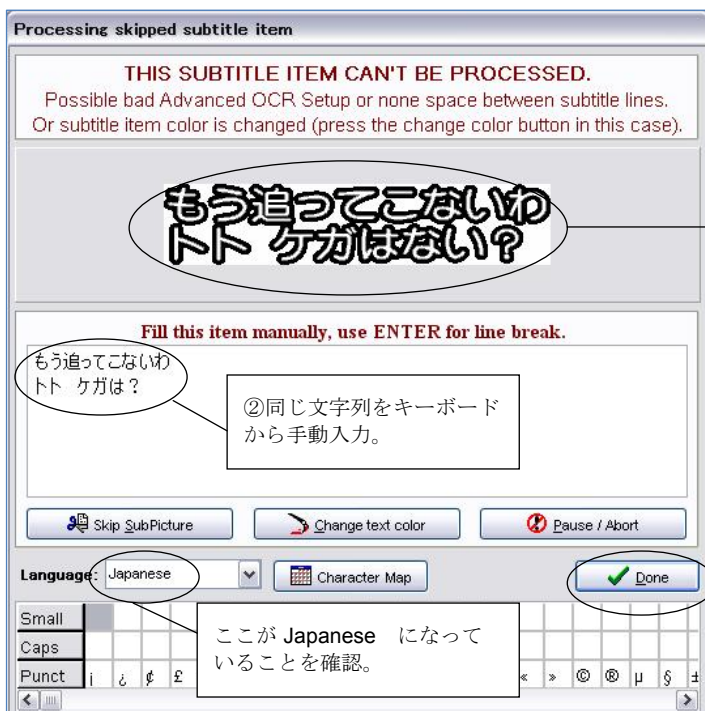 Processing skipped subtitle item
THIS SUBTITLE ITEM CAN'T BE PROCESSED.
Possible bad Advanced OCR Setup or none space between subtitle lines.
Or subtitle item color is changed (press the change color button in this case).
もう追ってこないわ
トト ケガはない？
Fill this item manually, use ENTER for line break.
もう追ってこないわ
トト ケガは？
②同じ文字列をキーボード
から手動入力。
Skip SubPicture
Change text color
Pause / Abort
Language: Japanese
Character Map
Done
Small
Caps
Punct ¡ ¿ ¢ £ « » © ® µ § ±
ここが Japanese になって
いることを確認。